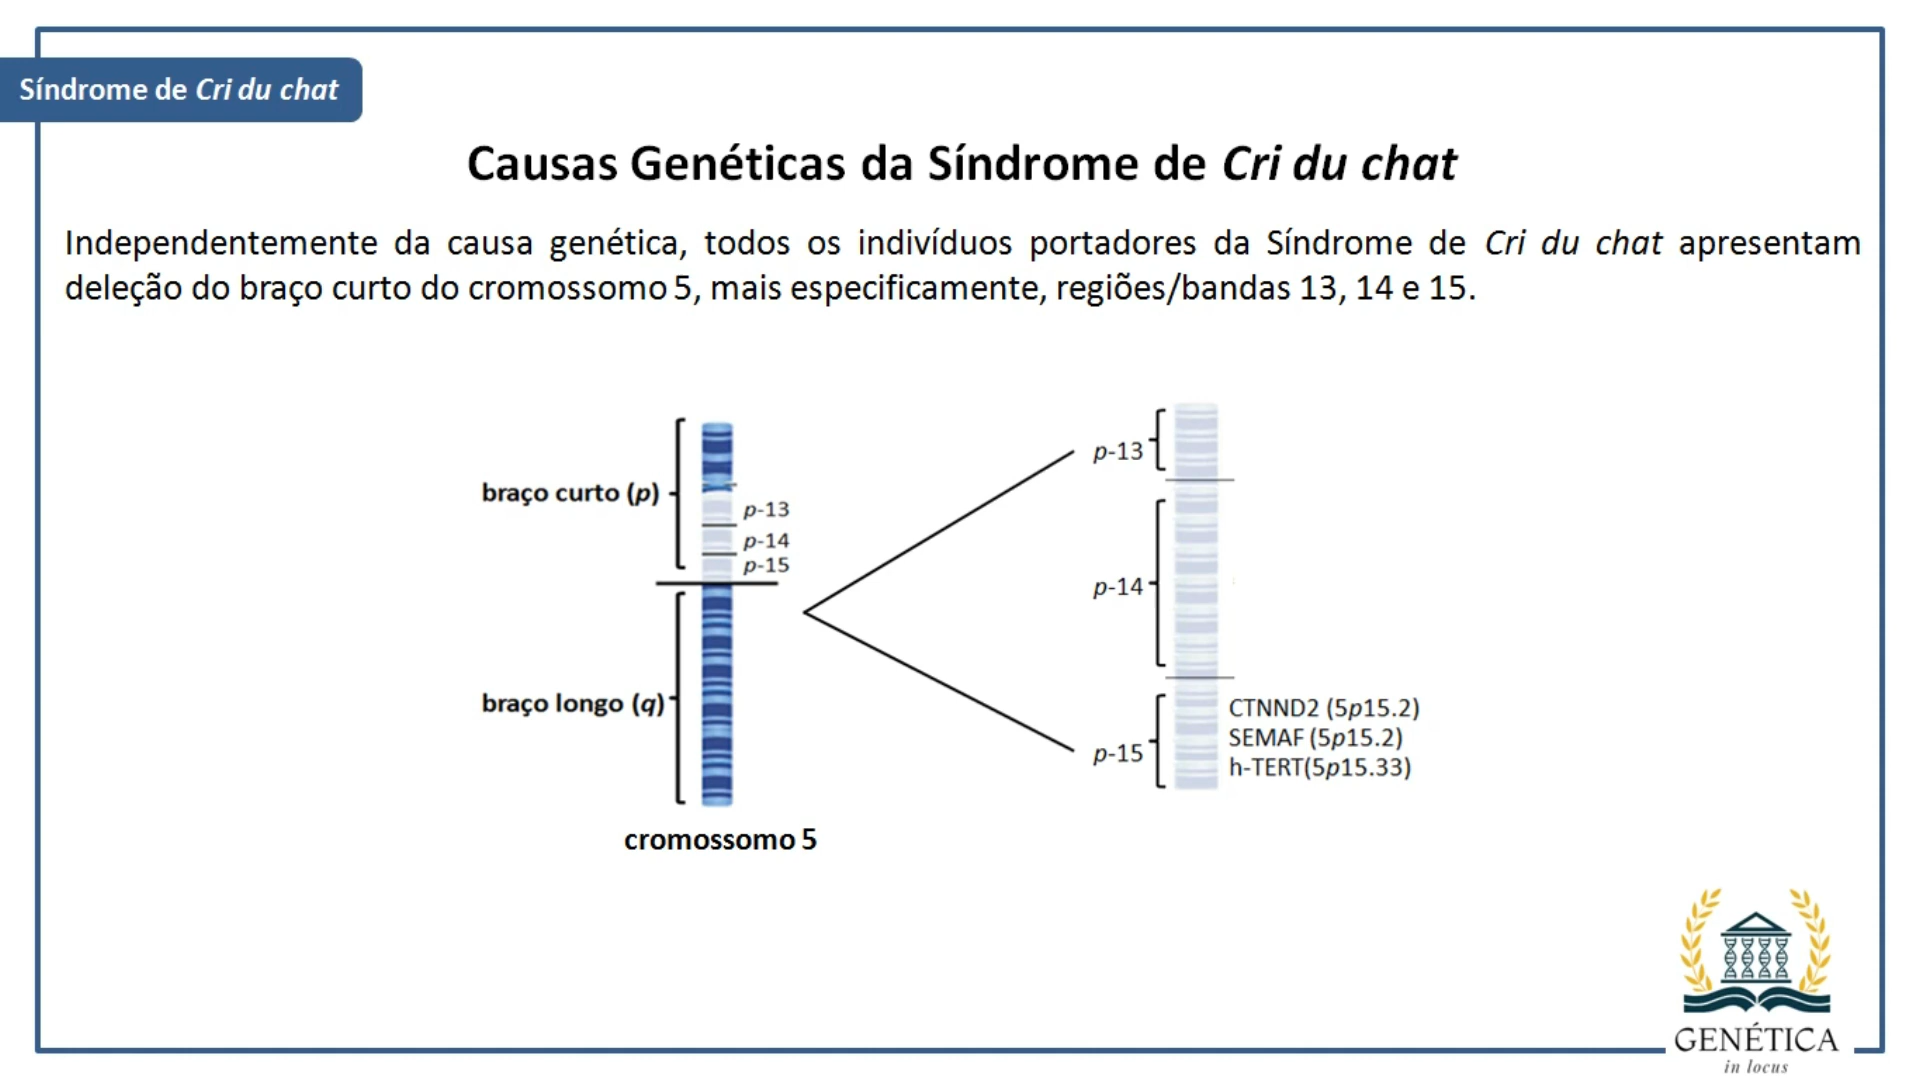 Síndrome de Cri du chat
Causas Genéticas da Síndrome de Cri du chat
Independentemente da causa genética, todos os indivíduos portadores da Síndrome de Cri du chat apresentam
deleção do braço curto do cromossomo 5, mais especificamente, regiões/bandas 13, 14 e 15.
braço curto (p)
p-13
p-14
p-15
braço longo (q)
cromossomo 5
p-13
p-14
p-15
CTNND2 (5p15.2)
SEMAF (5p15.2)
h-TERT(5p15.33)
GENÉTICA
in locus